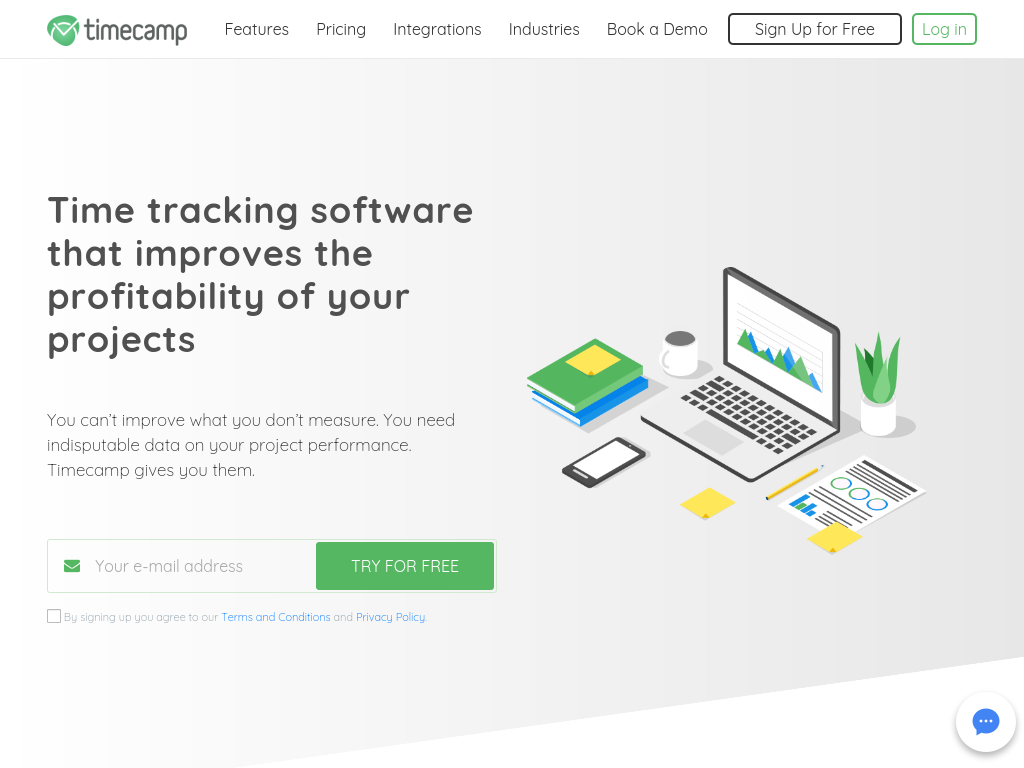 timecamp
Features Pricing Integrations Industries Book a Demo Sign Up for Free Log in
Time tracking software
that improves the
profitability of your
projects
You can’t improve what you don’t measure. You need
indisputable data on your project performance.
Timecamp gives you them.
Your e-mail address
TRY FOR FREE
By signing up you agree to our Terms and Conditions and Privacy Policy.